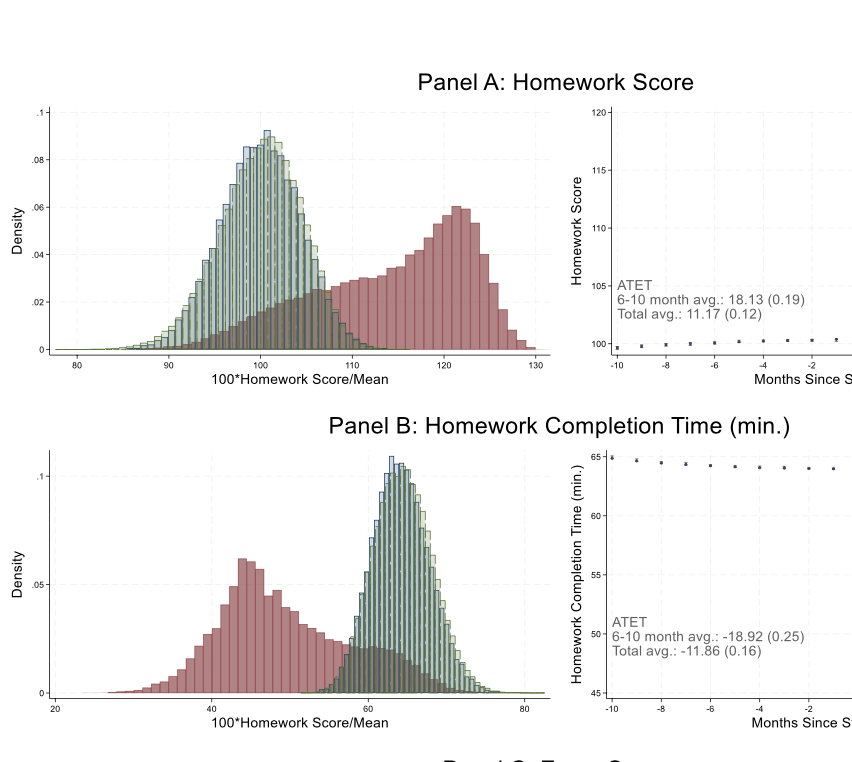 Panel A: Homework Score
.1
.08
.06
.04
.02
0
Density
80 90 100 110 120 130
100*Homework Score/Mean
120
115
110
105
100
Homework Score
ATET
6-10 month avg.: 18.13 (0.19)
Total avg.: 11.17 (0.12)
-10 -8 -6 -4 -2
Months Since S
Panel B: Homework Completion Time (min.)
.1
.05
0
Density
20 40 60 80
100*Homework Score/Mean
65
60
55
50
45
Homework Completion Time (min.)
ATET
6-10 month avg.: -18.92 (0.25)
Total avg.: -11.86 (0.16)
-10 -8 -6 -4 -2
Months Since S